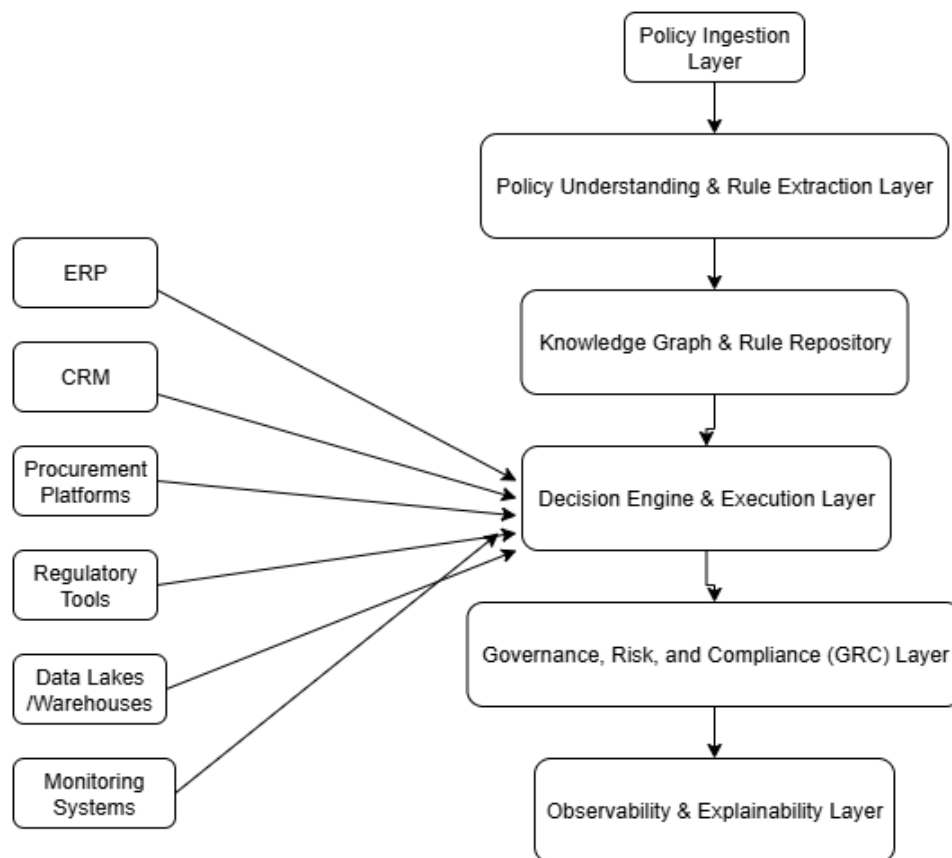 Policy Ingestion
Layer
Policy Understanding & Rule Extraction Layer
ERP
Knowledge Graph & Rule Repository
CRM
Procurement
Platforms
Decision Engine & Execution Layer
Regulatory
Tools
Governance, Risk, and Compliance (GRC) Layer
Data Lakes
/Warehouses
Monitoring
Systems
Observability & Explainability Layer